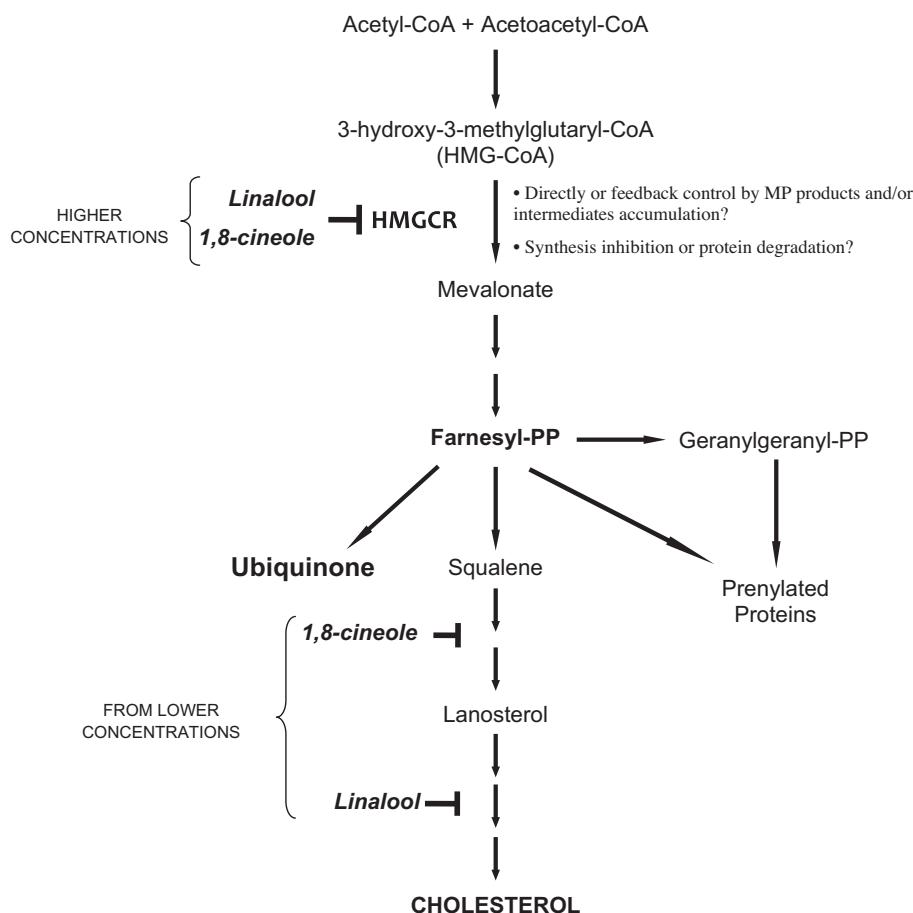 Acetyl-CoA + Acetoacetyl-CoA
3-hydroxy-3-methylglutaryl-CoA
(HMG-CoA)
HIGHER
CONCENTRATIONS
Linalool
1,8-cineole
HMGCR
• Directly or feedback control by MP products and/or
intermediates accumulation?
• Synthesis inhibition or protein degradation?
Mevalonate
Farnesyl-PP
Geranylgeranyl-PP
Ubiquinone
Squalene
Prenylated
Proteins
1,8-cineole
FROM LOWER
CONCENTRATIONS
Lanosterol
Linalool
CHOLESTEROL